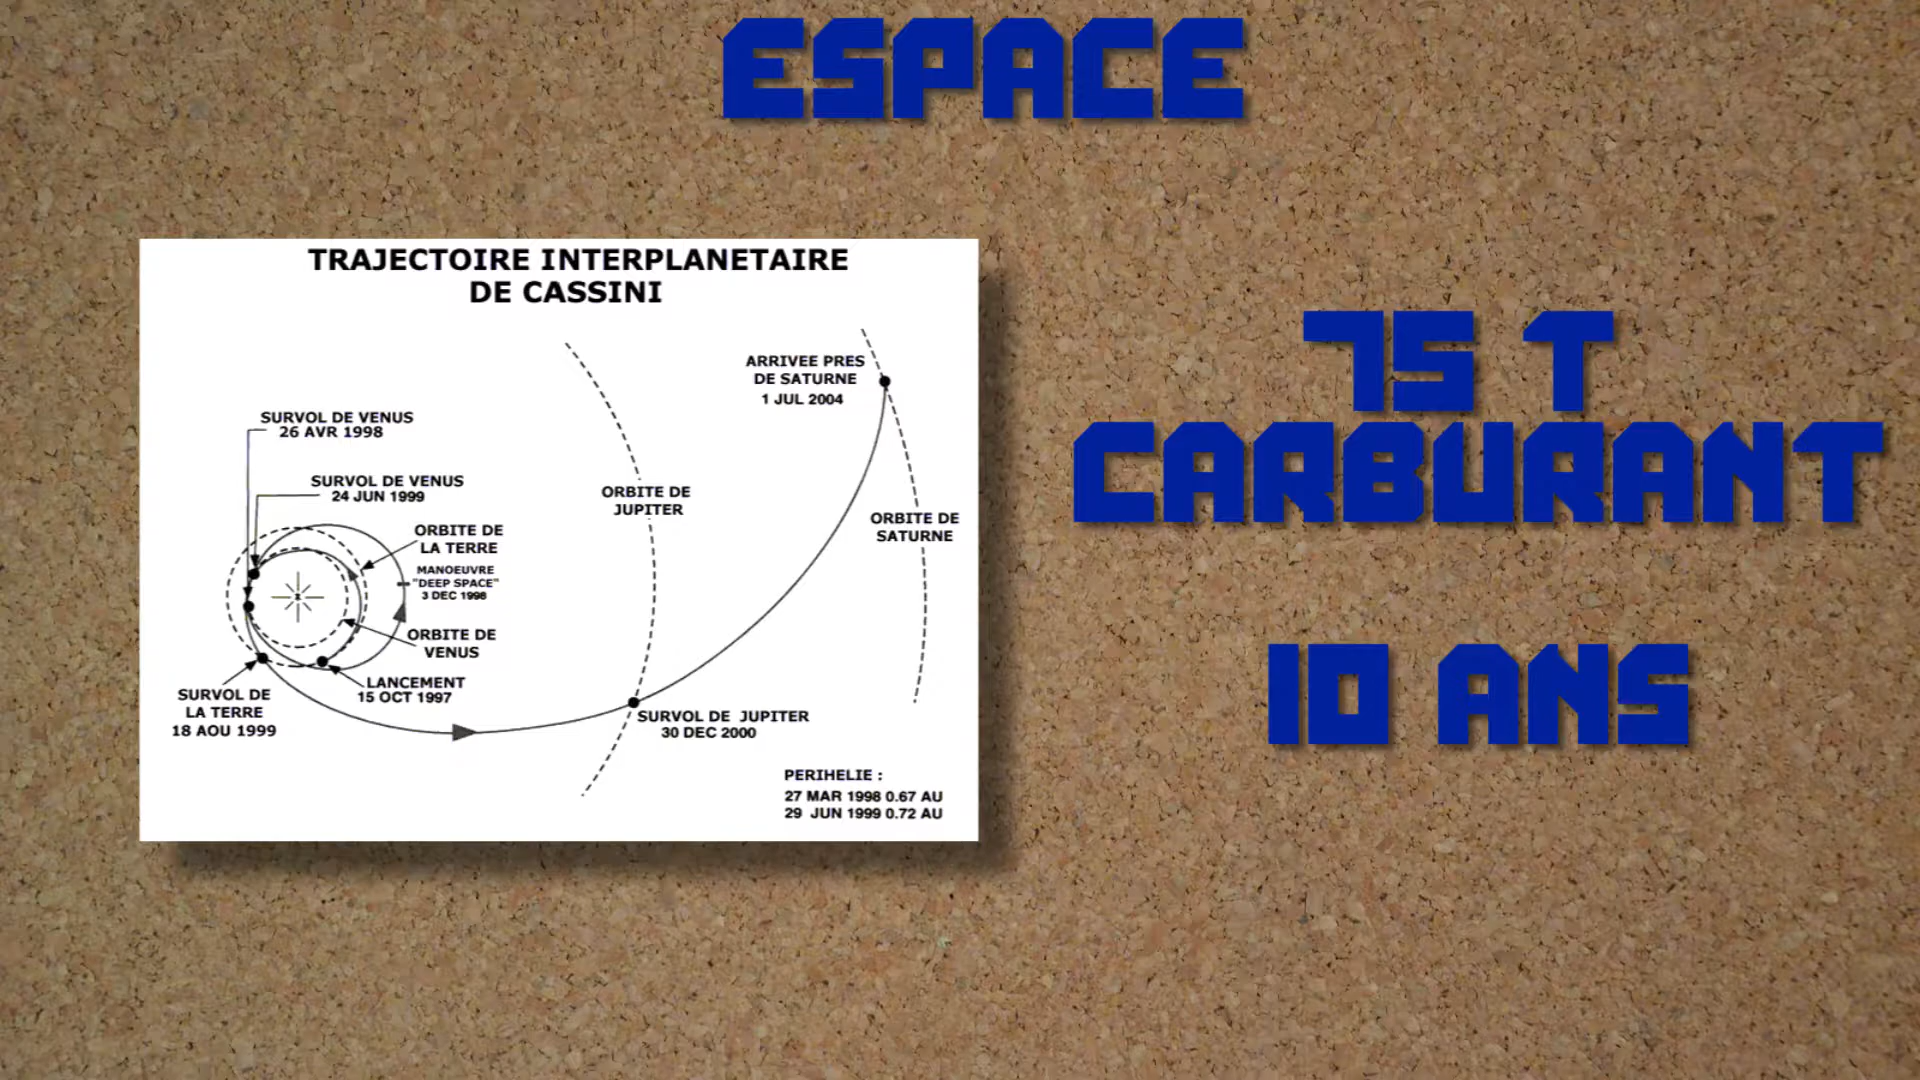 ESPACE
TRAJECTOIRE INTERPLANETAIRE
DE CASSINI
ARRIVEE PRES
DE SATURNE
1 JUL 2004
SURVOL DE VENUS
26 AVR 1998
SURVOL DE VENUS
24 JUN 1999
ORBITE DE
JUPITER
ORBITE DE
SATURNE
ORBITE DE
LA TERRE
MANOEUVRE
"DEEP SPACE"
3 DEC 1998
ORBITE DE
VENUS
LANCEMENT
15 OCT 1997
SURVOL DE
LA TERRE
18 AOU 1999
SURVOL DE JUPITER
30 DEC 2000
PERIHELIE :
27 MAR 1998 0.67 AU
29 JUN 1999 0.72 AU
75 T
CARBURANT
10 ANS